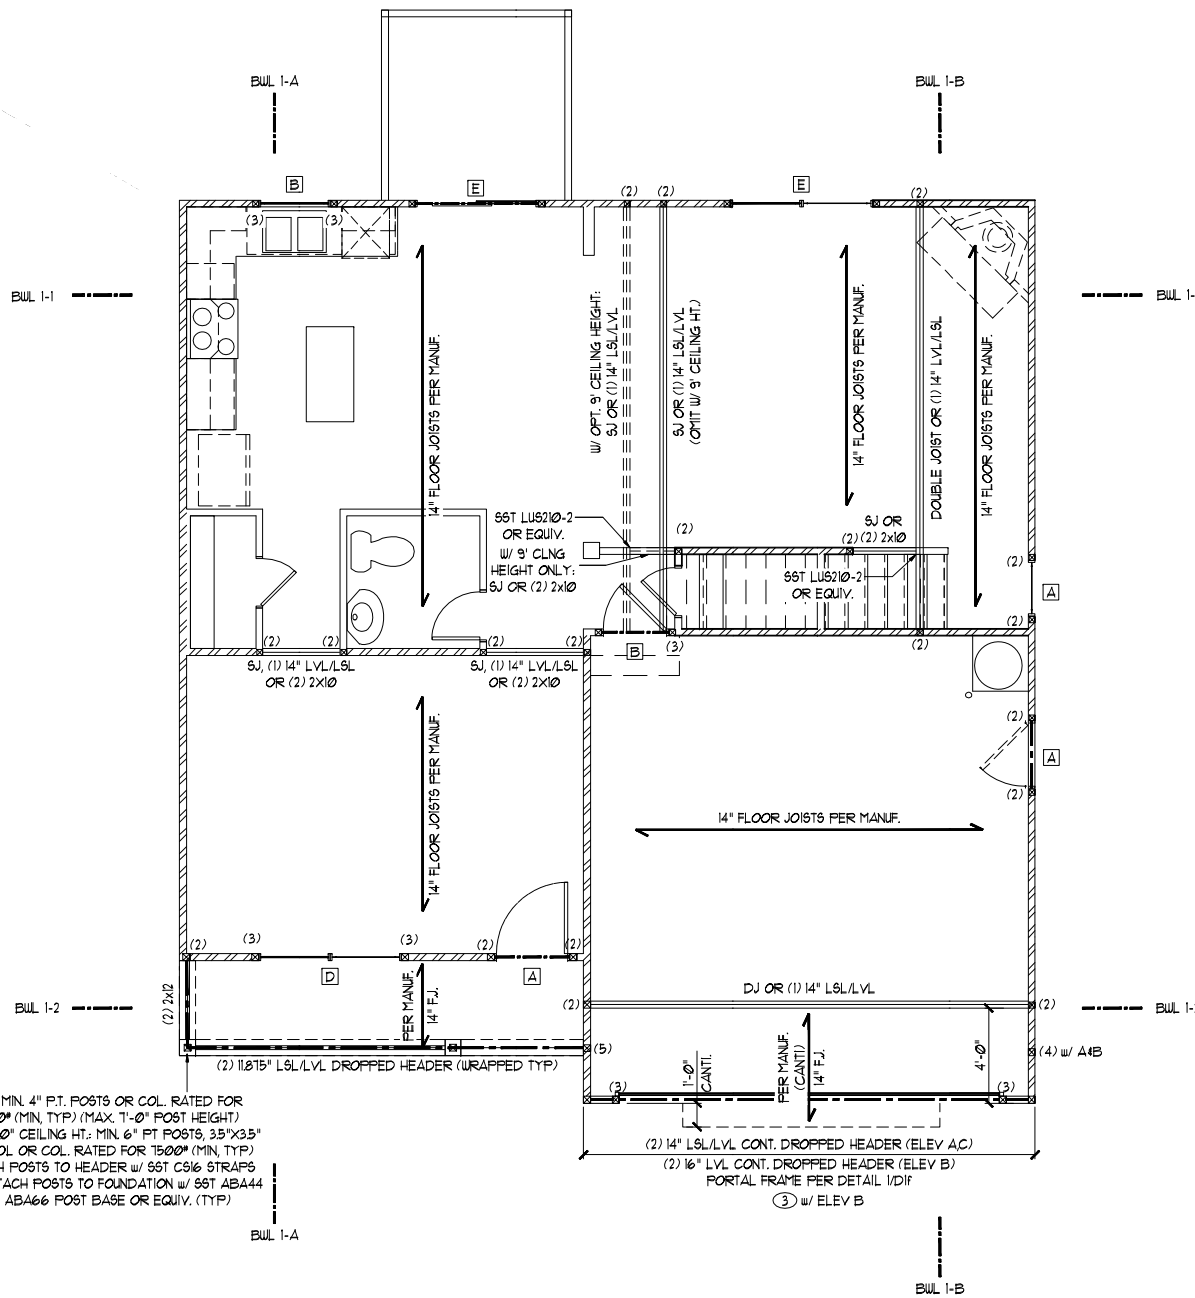 BWL 1-A
BWL 1-B
B
E
E
(2)
(2)
(2)
(3)
(3)
BWL 1-1
BWL 1-
14" FLOOR JOISTS PER MANUF.
W/ OPT. 9' CEILING HEIGHT:
SJ OR (1) 14" LSL/LVL
SJ OR (1) 14" LSL/LVL
(OMIT W/ 9' CEILING HT.)
14" FLOOR JOISTS PER MANUF.
DOUBLE JOIST OR (1) 14" LVL/LSL
14" FLOOR JOISTS PER MANUF.
SST LUS210-2
OR EQUIV.
W/ 9' CLNG
HEIGHT ONLY:
SJ OR (2) 2x10
(2)
SJ OR
(2) (2) 2x10
SST LUS210-2
OR EQUIV.
(2)
A
(2)
(2)
(2)
(2)
(2)
B
(3)
(2)
SJ, (1) 14" LVL/LSL
OR (2) 2X10
SJ, (1) 14" LVL/LSL
OR (2) 2X10
14" FLOOR JOISTS PER MANUF.
(2)
A
(2)
14" FLOOR JOISTS PER MANUF.
(2)
(3)
(3)
(2)
(2)
D
A
(2) 2x12
PER MANUF.
14" F.J.
BWL 1-2
DJ OR (1) 14" LSL/LVL
(2)
(2)
BWL 1-
(5)
(4) w/ A&B
(2) 11.875" LSL/LVL DROPPED HEADER (WRAPPED TYP)
1'-0"
CANTI.
PER MANUF.
(CANTI)
14" F.J.
4'-0"
(3)
(3)
MIN. 4" P.T. POSTS OR COL. RATED FOR
0# (MIN, TYP) (MAX. 7'-0" POST HEIGHT)
0" CEILING HT.: MIN. 6" PT POSTS, 3.5"X3.5"
OL OR COL. RATED FOR 7500# (MIN, TYP)
H POSTS TO HEADER w/ SST CS16 STRAPS
TACH POSTS TO FOUNDATION w/ SST ABA44
ABA66 POST BASE OR EQUIV. (TYP)
(2) 14" LSL/LVL CONT. DROPPED HEADER (ELEV A,C)
(2) 16" LVL CONT. DROPPED HEADER (ELEV B)
PORTAL FRAME PER DETAIL 1/D1f
3 w/ ELEV B
BWL 1-A
BWL 1-B